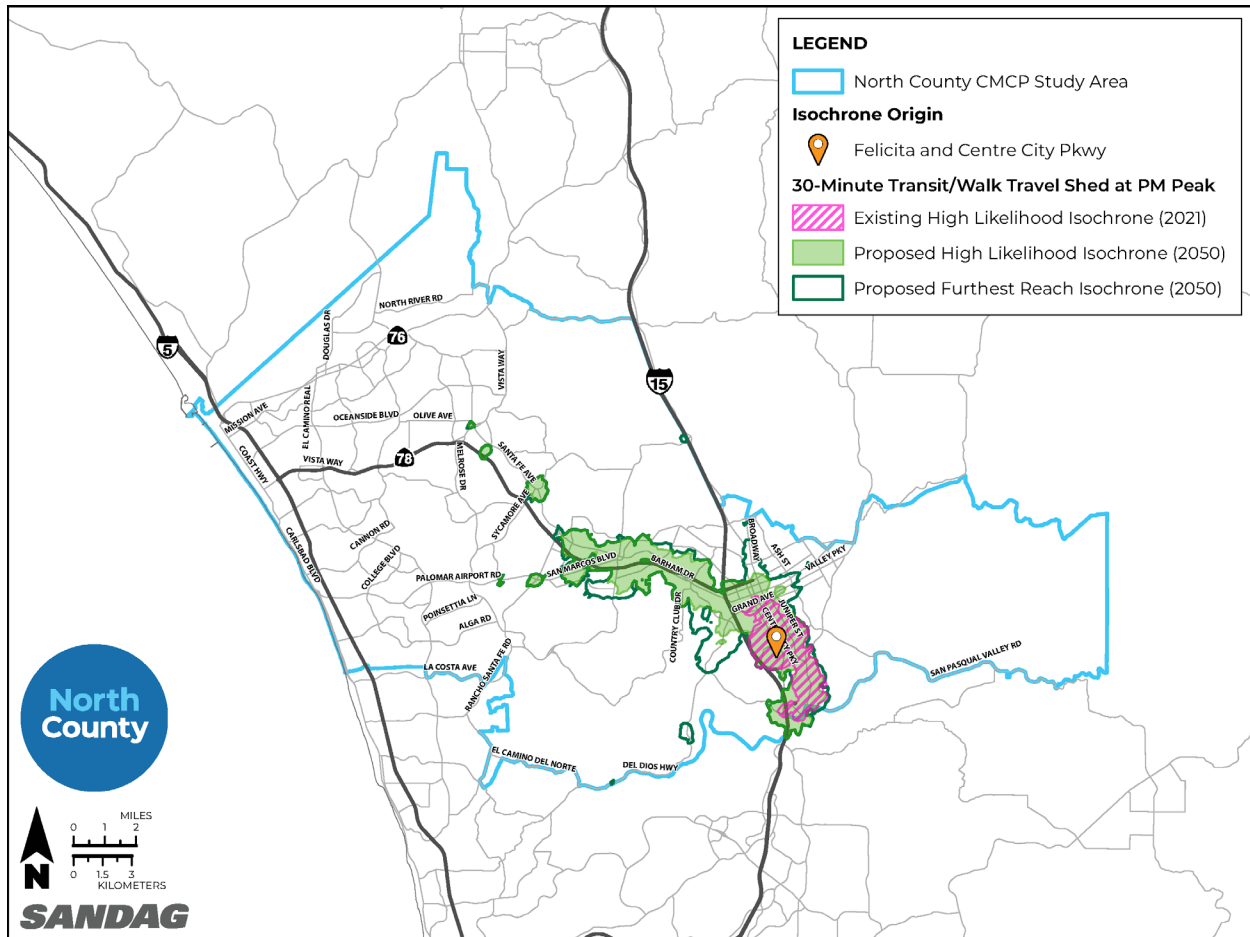 LEGEND
North County CMCP Study Area
Isochrone Origin
Felicita and Centre City Pkwy
30-Minute Transit/Walk Travel Shed at PM Peak
Existing High Likelihood Isochrone (2021)
Proposed High Likelihood Isochrone (2050)
Proposed Furthest Reach Isochrone (2050)
NORTH RIVER RD
DOUGLAS DR
76
5
VISTA WAY
15
EL CAMINO REAL
MISSION AVE
OCEANSIDE BLVD
OLIVE AVE
COAST HWY
VISTA WAY
78
MELROSE DR
SANTA FE AVE
SYCAMORE AVE
CANNON RD
CARLSBAD BLVD
COLLEGE BLVD
PALOMAR AIRPORT RD
SAN MARCOS BLVD
BARHAM DR
BROADWAY
ASH ST
VALLEY PKY
POINSETTIA LN
ALGA RD
COUNTRY CLUB DR
GRAND AVE
JUNIPER ST
CENTRE CITY PKY
SAN PASQUAL VALLEY RD
LA COSTA AVE
RANCHO SANTA FE RD
EL CAMINO DEL NORTE
DEL DIOS HWY
North
County
MILES
0 1 2
0 1.5 3
KILOMETERS
N
SANDAG